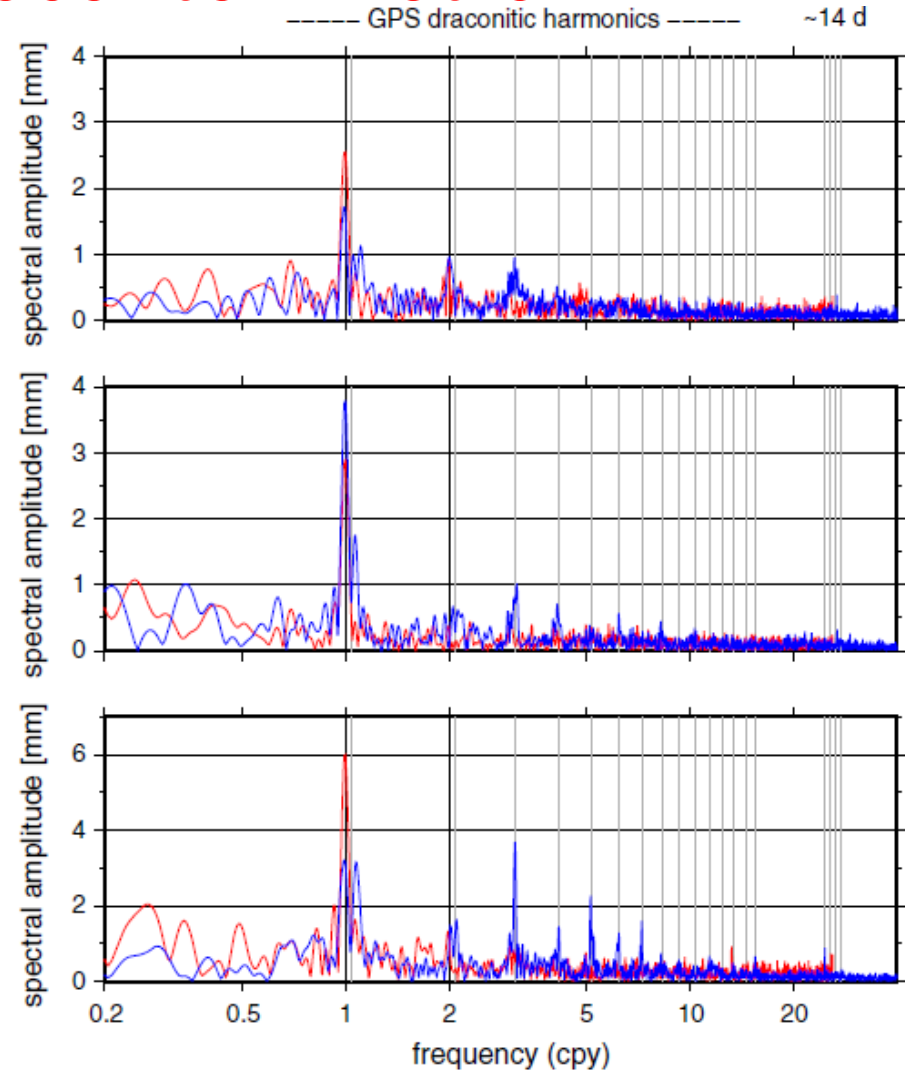 ----- GPS draconitic harmonics ----- ~14 d
4
3
2
1
0
spectral amplitude [mm]
4
3
2
1
0
spectral amplitude [mm]
6
4
2
0
spectral amplitude [mm]
0.2 0.5 1 2 5 10 20
frequency (cpy)